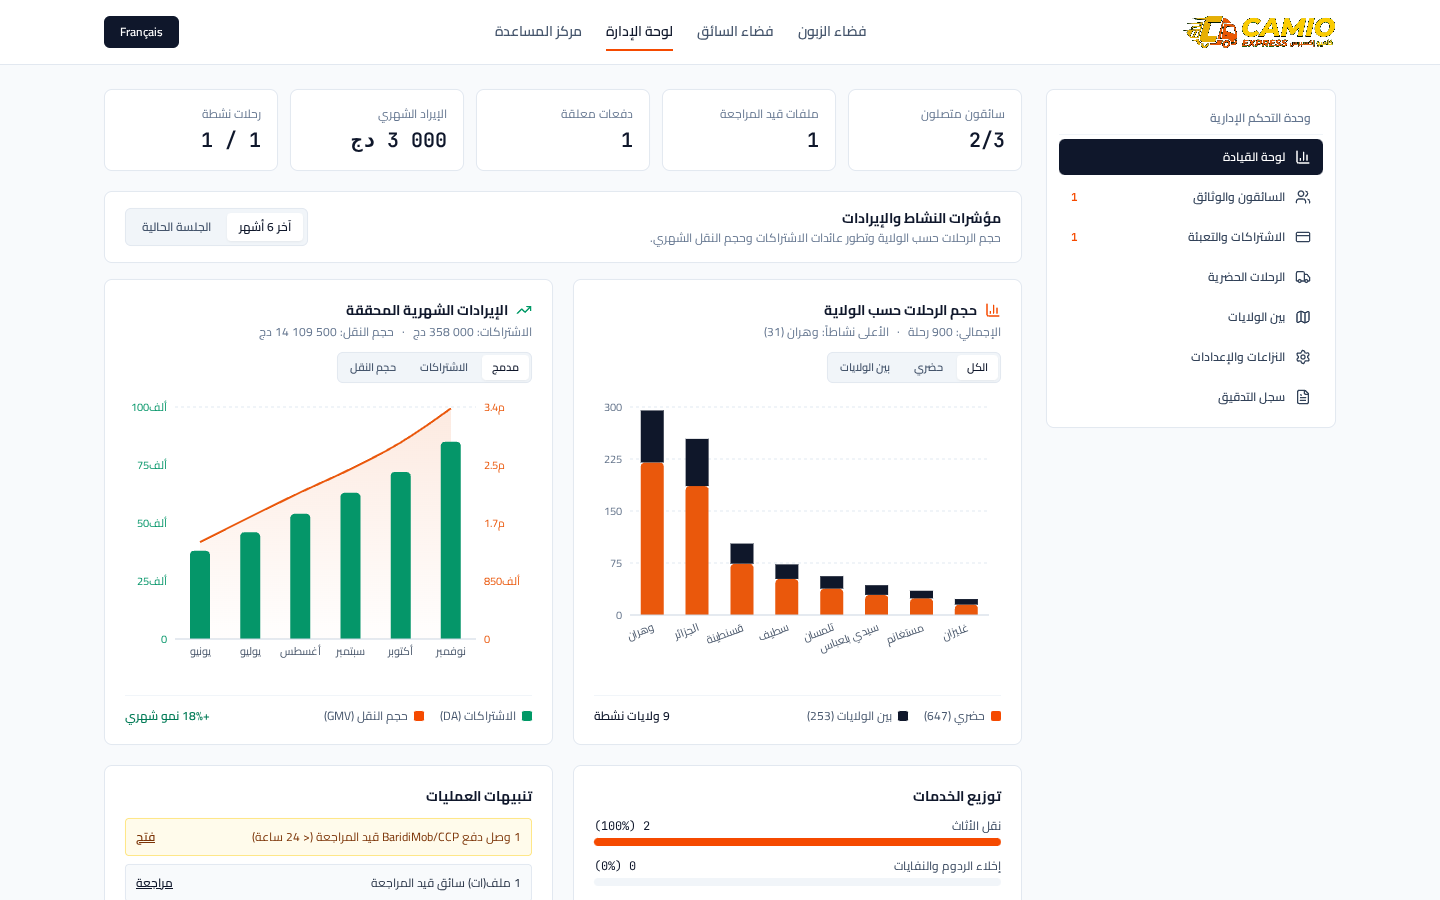 CAMIO
EXPRESS
فضاء الزبون
فضاء السائق
لوحة الإدارة
مركز المساعدة
Français
وحدة التحكم الإدارية
لوحة القيادة
السائقون والوثائق 1
الاشتراكات والتعبئة 1
الرحلات الحضرية
بين الولايات
النزاعات والإعدادات
سجل التدقيق
سائقون متصلون
2/3
ملفات قيد المراجعة
1
دفعات معلقة
1
الإيراد الشهري
3 000 دج
رحلات نشطة
1 / 1
مؤشرات النشاط والإيرادات
حجم الرحلات حسب الولاية وتطور عائدات الاشتراكات وحجم النقل الشهري.
آخر 6 أشهر
الجلسة الحالية
حجم الرحلات حسب الولاية
الإجمالي: 900 رحلة · الأعلى نشاطاً: وهران (31)
الكل
حضري
بين الولايات
300
225
150
75
0
وهران
الجزائر
قسنطينة
سطيف
تلمسان
سيدي بلعباس
مستغانم
غليزان
حضري (647)
بين الولايات (253)
9 ولايات نشطة
الإيرادات الشهرية المحققة
الاشتراكات: 358 000 دج · حجم النقل: 14 109 500 دج
مدمج
الاشتراكات
حجم النقل
100ألف
75ألف
50ألف
25ألف
0
3.4م
2.5م
1.7م
850ألف
0
يونيو
يوليو
أغسطس
سبتمبر
أكتوبر
نوفمبر
الاشتراكات (DA)
حجم النقل (GMV)
+18% نمو شهري
توزيع الخدمات
نقل الأثاث
2 (100%)
إخلاء الردوم والنفايات
0 (0%)
تنبيهات العمليات
1 وصل دفع BaridiMob/CCP قيد المراجعة (< 24 ساعة)
فتح
1 ملف(ات) سائق قيد المراجعة
مراجعة